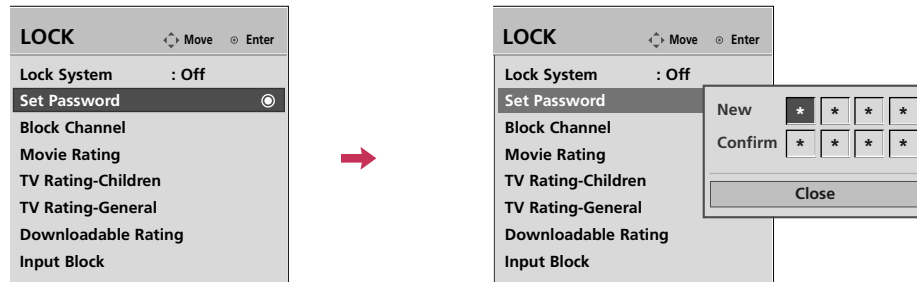 LOCK Move Enter
Lock System : Off
Set Password
Block Channel
Movie Rating
TV Rating-Children
TV Rating-General
Downloadable Rating
Input Block
LOCK Move Enter
Lock System : Off
Set Password
Block Channel
Movie Rating
TV Rating-Children
TV Rating-General
Downloadable Rating
Input Block
New * * * *
Confirm * * * *
Close